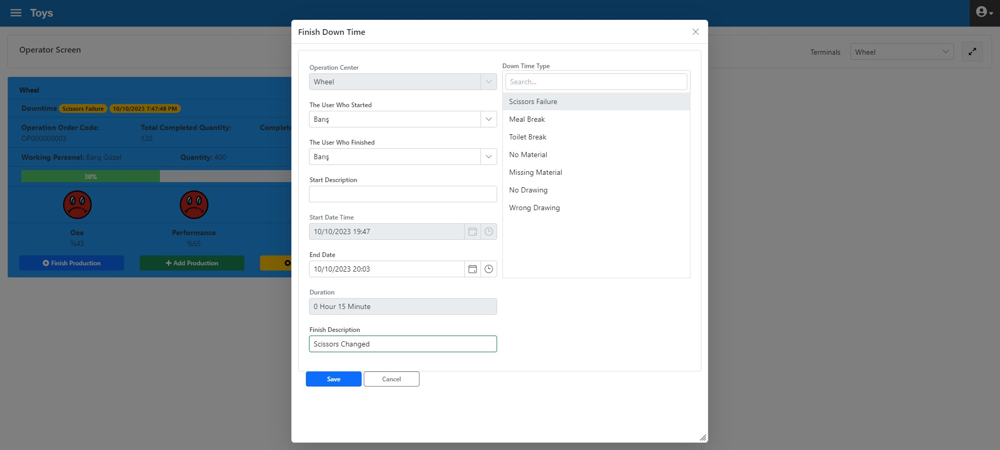 Toys
Finish Down Time
Operator Screen
Terminals
Wheel
Wheel
Downtime Scissors Failure 10/10/2023 7:47:48 PM
Operation Order Code: Total Completed Quantity: Complete
OP000000003 120
Working Personel: Barış Güzel Quantity: 400
30%
Oee Performance
%43 %65
Finish Production
Add Production
Operation Center
Wheel
The User Who Started
Barış
The User Who Finished
Barış
Start Description
Start Date Time
10/10/2023 19:47
End Date
10/10/2023 20:03
Duration
0 Hour 15 Minute
Finish Description
Scissors Changed
Down Time Type
Search...
Scissors Failure
Meal Break
Toilet Break
No Material
Missing Material
No Drawing
Wrong Drawing
Save Cancel